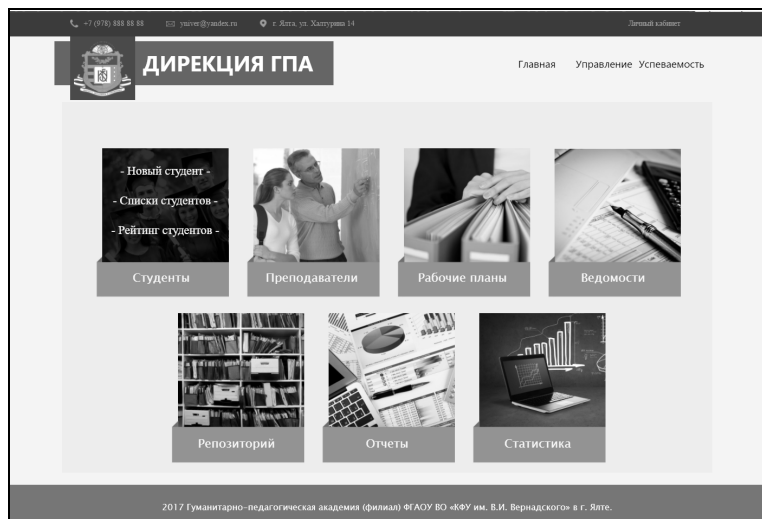 +7 (978) 888 88 88 yuiver@yandex.ru г. Ялта, ул. Халтурина 14 Личный кабинет
ДИРЕКЦИЯ ГПА
Главная Управление Успеваемость
- Новый студент -
- Списки студентов -
- Рейтинг студентов -
Студенты Преподаватели Рабочие планы Ведомости
Репозиторий Отчеты Статистика
2017 Гуманитарно-педагогическая академия (филиал) ФГАОУ ВО «КФУ им. В.И. Вернадского» в г. Ялте.